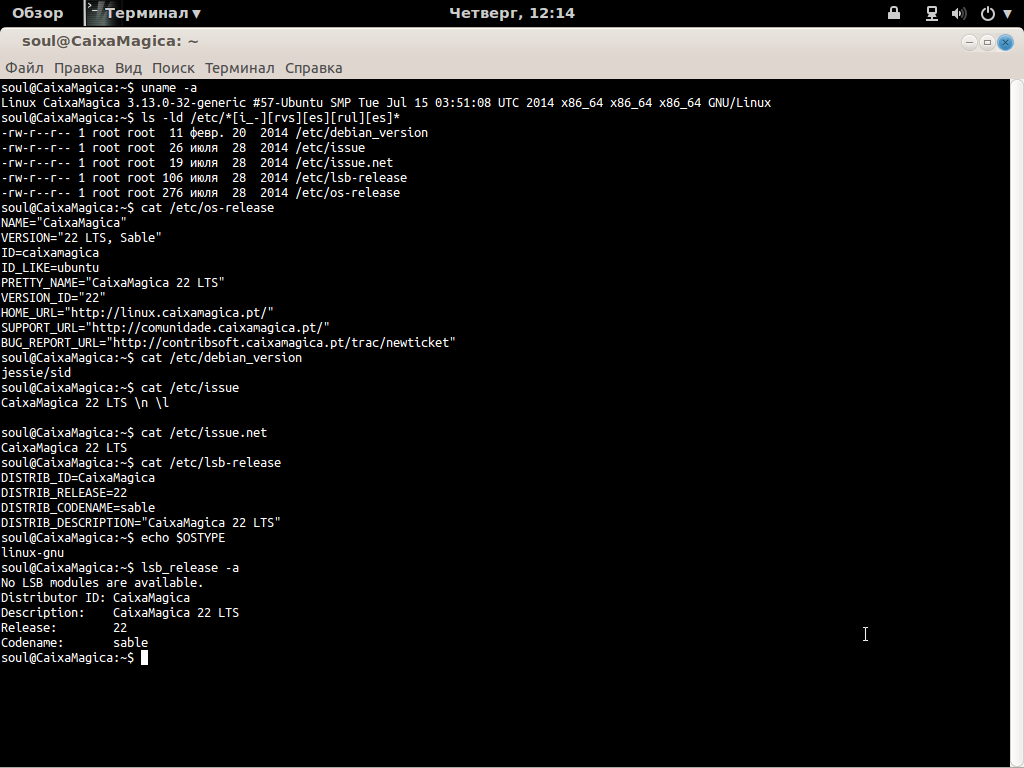 Обзор Терминал Четверг, 12:14
soul@CaixaMagica: ~
Файл Правка Вид Поиск Терминал Справка
soul@CaixaMagica:~$ uname -a
Linux CaixaMagica 3.13.0-32-generic #57-Ubuntu SMP Tue Jul 15 03:51:08 UTC 2014 x86_64 x86_64 x86_64 GNU/Linux
soul@CaixaMagica:~$ ls -ld /etc/*[i_-][rvs][es][rul][es]*
-rw-r--r-- 1 root root  11 февр. 20  2014 /etc/debian_version
-rw-r--r-- 1 root root  26 июля  28  2014 /etc/issue
-rw-r--r-- 1 root root  19 июля  28  2014 /etc/issue.net
-rw-r--r-- 1 root root 106 июля  28  2014 /etc/lsb-release
-rw-r--r-- 1 root root 276 июля  28  2014 /etc/os-release
soul@CaixaMagica:~$ cat /etc/os-release
NAME="CaixaMagica"
VERSION="22 LTS, Sable"
ID=caixamagica
ID_LIKE=ubuntu
PRETTY_NAME="CaixaMagica 22 LTS"
VERSION_ID="22"
HOME_URL="http://linux.caixamagica.pt/"
SUPPORT_URL="http://comunidade.caixamagica.pt/"
BUG_REPORT_URL="http://contribsoft.caixamagica.pt/trac/newticket"
soul@CaixaMagica:~$ cat /etc/debian_version
jessie/sid
soul@CaixaMagica:~$ cat /etc/issue
CaixaMagica 22 LTS \n \l
soul@CaixaMagica:~$ cat /etc/issue.net
CaixaMagica 22 LTS
soul@CaixaMagica:~$ cat /etc/lsb-release
DISTRIB_ID=CaixaMagica
DISTRIB_RELEASE=22
DISTRIB_CODENAME=sable
DISTRIB_DESCRIPTION="CaixaMagica 22 LTS"
soul@CaixaMagica:~$ echo $OSTYPE
linux-gnu
soul@CaixaMagica:~$ lsb_release -a
No LSB modules are available.
Distributor ID: CaixaMagica
Description:    CaixaMagica 22 LTS
Release:        22
Codename:       sable
soul@CaixaMagica:~$